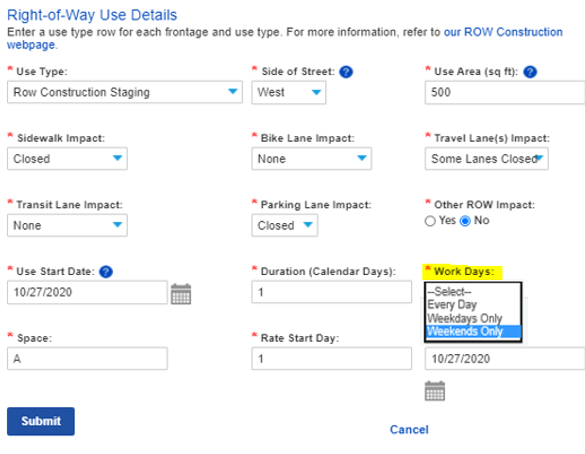 Right-of-Way Use Details
Enter a use type row for each frontage and use type. For more information, refer to our ROW Construction
webpage.
* Use Type: * Side of Street: ? * Use Area (sq ft): ?
Row Construction Staging West 500
* Sidewalk Impact: * Bike Lane Impact: * Travel Lane(s) Impact:
Closed None Some Lanes Closed
* Transit Lane Impact: * Parking Lane Impact: * Other ROW Impact:
None Closed Yes No
* Use Start Date: ? * Duration (Calendar Days): * Work Days:
10/27/2020 1 --Select--
Every Day
Weekdays Only
Weekends Only
* Space: * Rate Start Day:
A 1 10/27/2020
Submit
Cancel